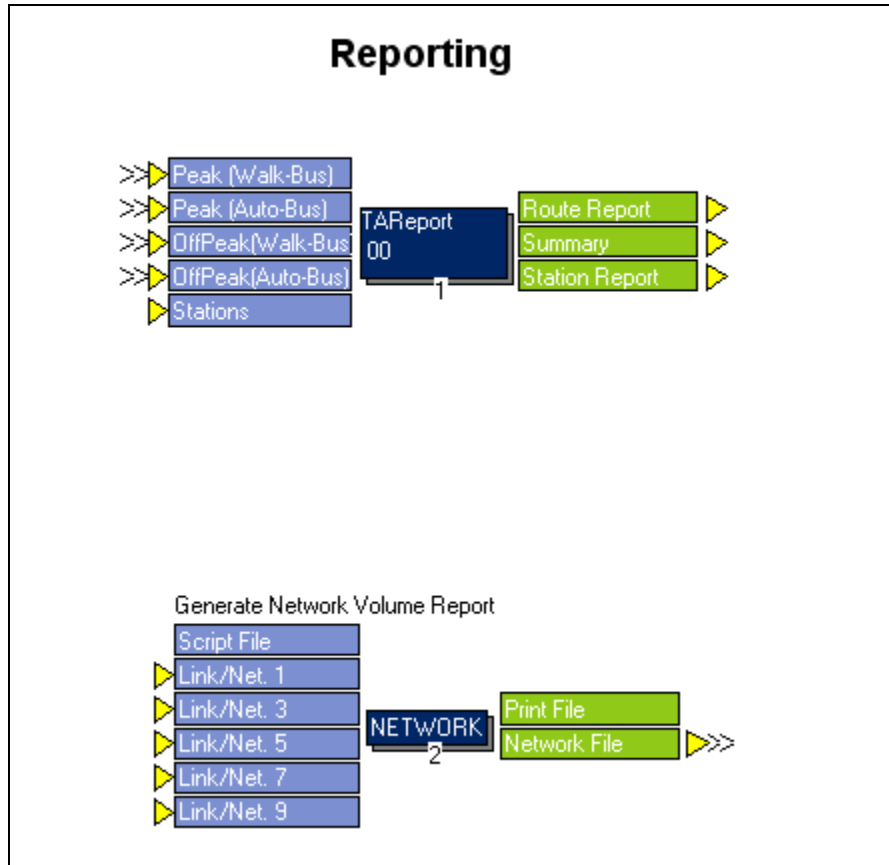 Reporting
Peak (Walk-Bus)
Peak (Auto-Bus)
OffPeak(Walk-Bus
OffPeak(Auto-Bus)
Stations
TAReport
00
1
Route Report
Summary
Station Report
Generate Network Volume Report
Script File
Link/Net. 1
Link/Net. 3
Link/Net. 5
Link/Net. 7
Link/Net. 9
NETWORK
2
Print File
Network File